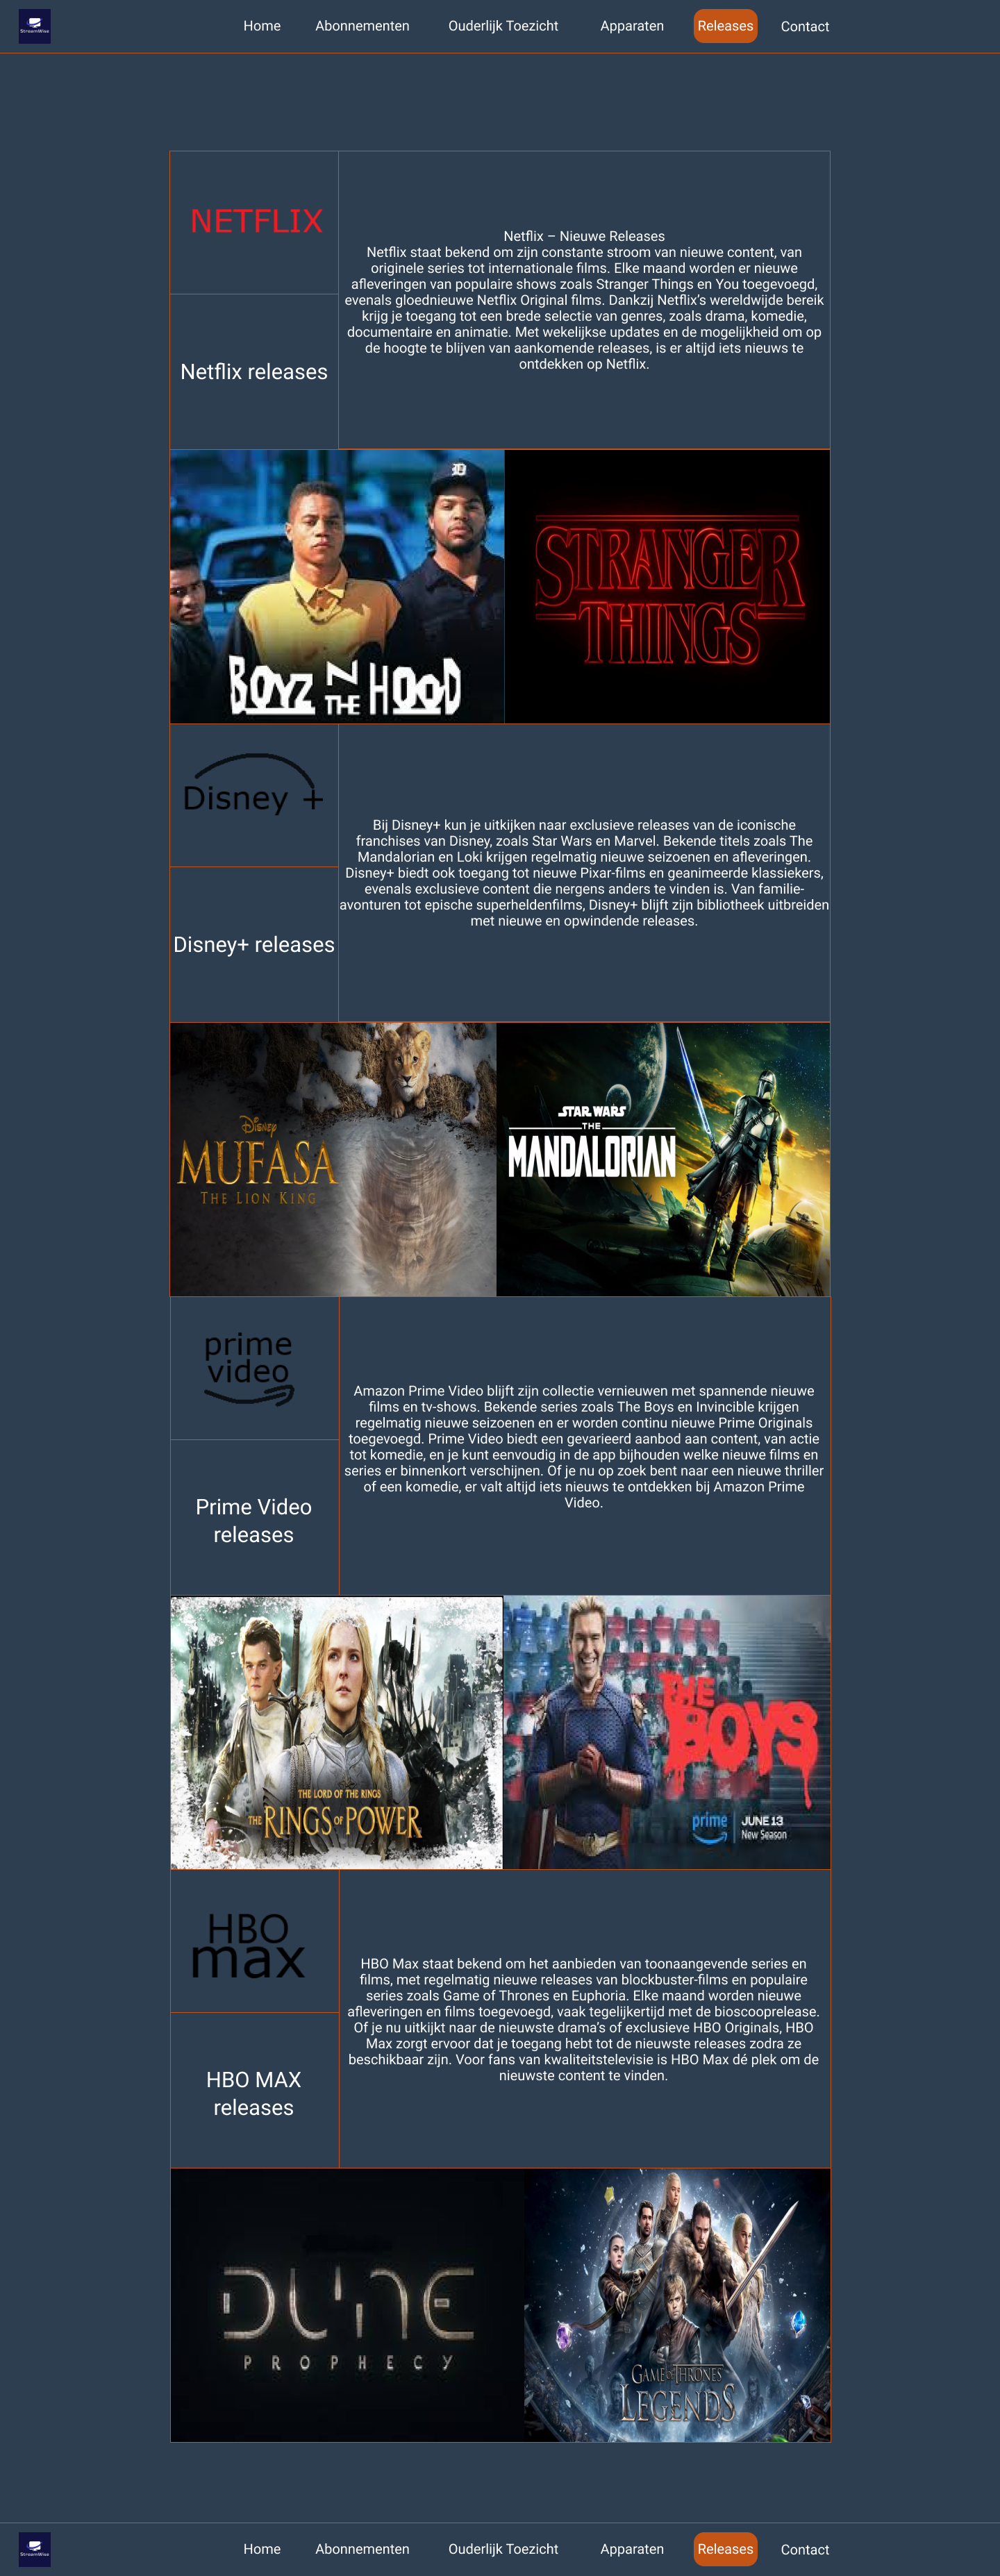 StreamWise
Home Abonnementen Ouderlijk Toezicht Apparaten Releases Contact
NETFLIX
Netflix releases
Netflix – Nieuwe Releases
Netflix staat bekend om zijn constante stroom van nieuwe content, van
originele series tot internationale films. Elke maand worden er nieuwe
afleveringen van populaire shows zoals Stranger Things en You toegevoegd,
evenals gloednieuwe Netflix Original films. Dankzij Netflix’s wereldwijde bereik
krijg je toegang tot een brede selectie van genres, zoals drama, komedie,
documentaire en animatie. Met wekelijkse updates en de mogelijkheid om op
de hoogte te blijven van aankomende releases, is er altijd iets nieuws te
ontdekken op Netflix.
BOYZ N THE HOOD
STRANGER
THINGS
Disney +
Disney+ releases
Bij Disney+ kun je uitkijken naar exclusieve releases van de iconische
franchises van Disney, zoals Star Wars en Marvel. Bekende titels zoals The
Mandalorian en Loki krijgen regelmatig nieuwe seizoenen en afleveringen.
Disney+ biedt ook toegang tot nieuwe Pixar-films en geanimeerde klassiekers,
evenals exclusieve content die nergens anders te vinden is. Van familie-
avonturen tot epische superheldenfilms, Disney+ blijft zijn bibliotheek uitbreiden
met nieuwe en opwindende releases.
Disney
MUFASA
THE LION KING
STAR WARS
THE
MANDALORIAN
prime
video
Prime Video
releases
Amazon Prime Video blijft zijn collectie vernieuwen met spannende nieuwe
films en tv-shows. Bekende series zoals The Boys en Invincible krijgen
regelmatig nieuwe seizoenen en er worden continu nieuwe Prime Originals
toegevoegd. Prime Video biedt een gevarieerd aanbod aan content, van actie
tot komedie, en je kunt eenvoudig in de app bijhouden welke nieuwe films en
series er binnenkort verschijnen. Of je nu op zoek bent naar een nieuwe thriller
of een komedie, er valt altijd iets nieuws te ontdekken bij Amazon Prime
Video.
THE LORD OF THE RINGS
THE RINGS OF POWER
THE
BOYS
prime
JUNE 13
New Season
HBO
max
HBO MAX
releases
HBO Max staat bekend om het aanbieden van toonaangevende series en
films, met regelmatig nieuwe releases van blockbuster-films en populaire
series zoals Game of Thrones en Euphoria. Elke maand worden nieuwe
afleveringen en films toegevoegd, vaak tegelijkertijd met de bioscooprelease.
Of je nu uitkijkt naar de nieuwste drama’s of exclusieve HBO Originals, HBO
Max zorgt ervoor dat je toegang hebt tot de nieuwste releases zodra ze
beschikbaar zijn. Voor fans van kwaliteitstelevisie is HBO Max dé plek om de
nieuwste content te vinden.
DUNE
PROPHECY
GAME OF THRONES
LEGENDS
StreamWise
Home Abonnementen Ouderlijk Toezicht Apparaten Releases Contact